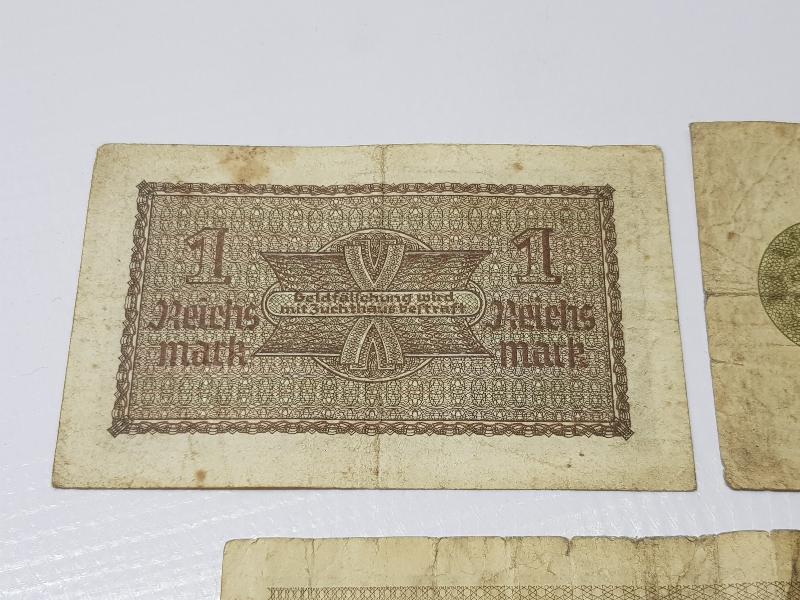 1
1
Geldfälschung wird
mit Zuchthaus bestraft
Reichs
mark
Reichs
mark